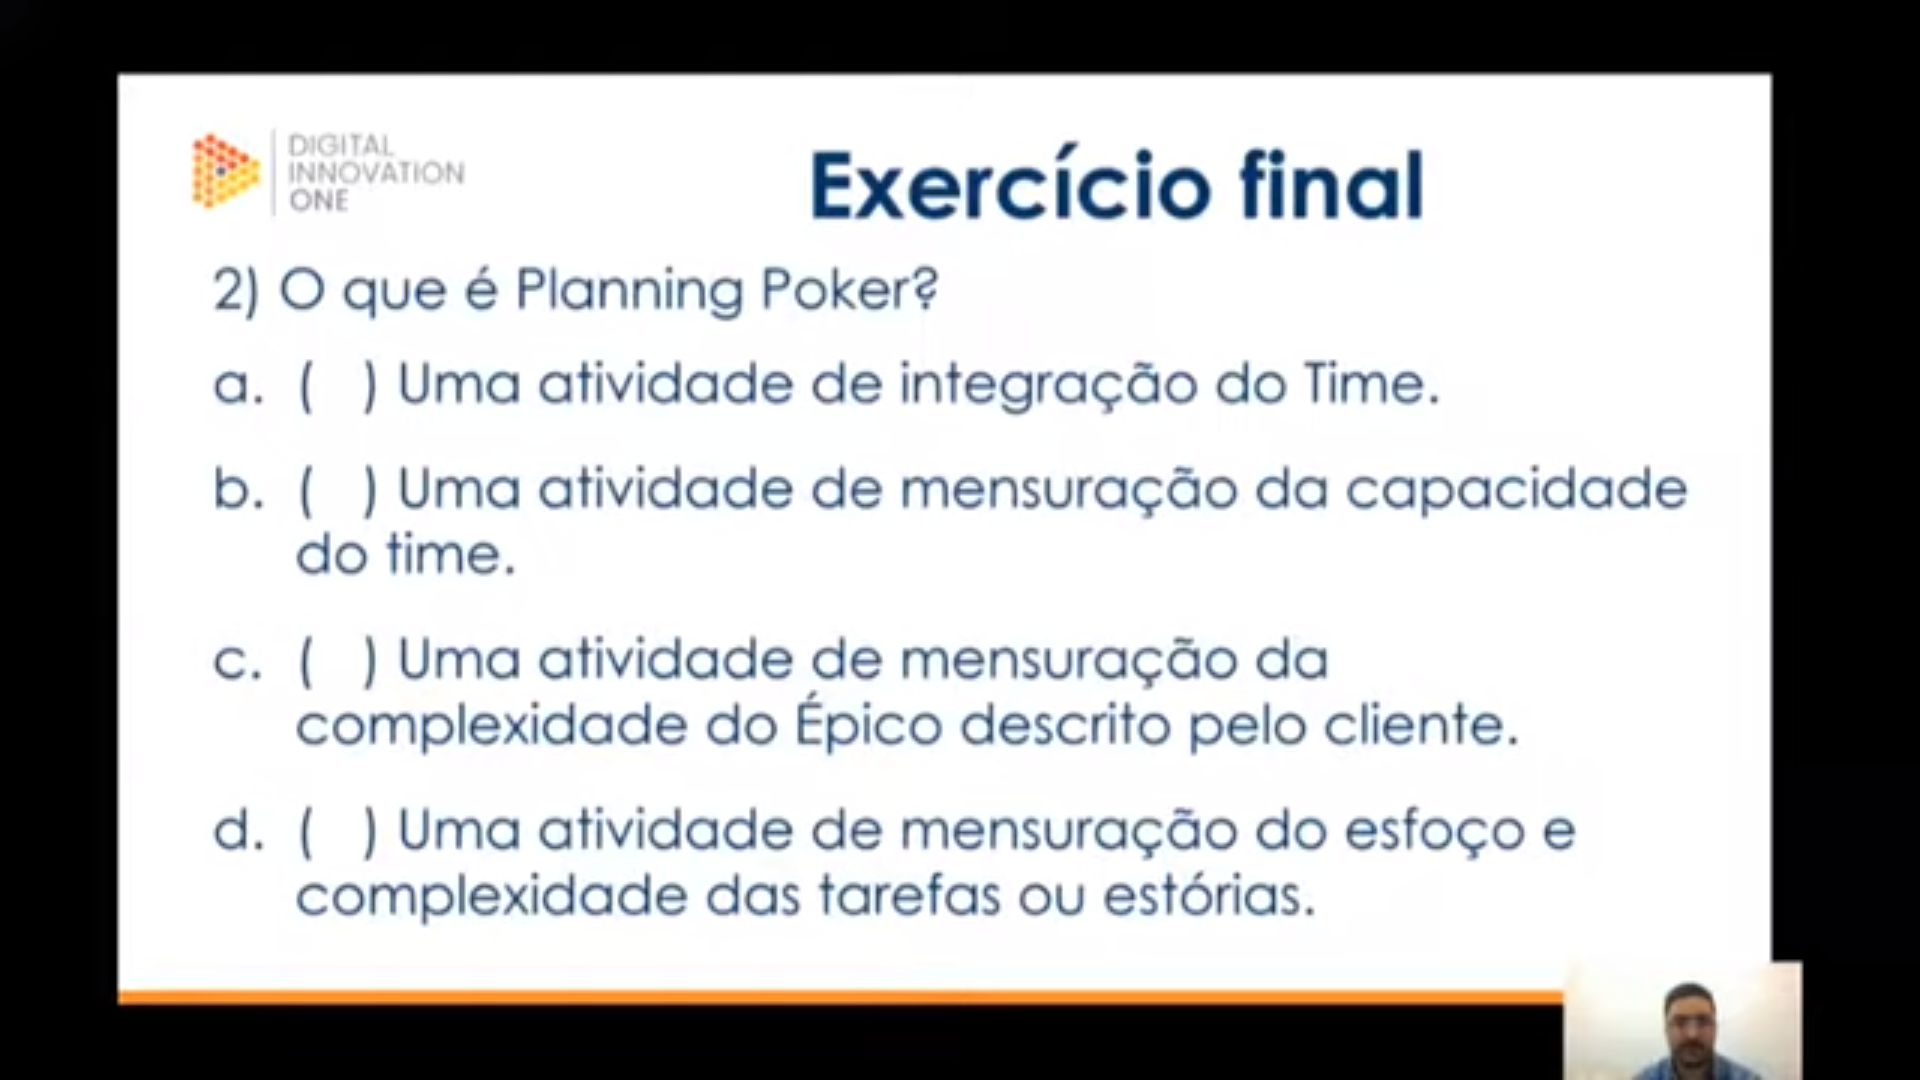 DIGITAL
INNOVATION
ONE
Exercício final
2) O que é Planning Poker?
a. (   ) Uma atividade de integração do Time.
b. (   ) Uma atividade de mensuração da capacidade
do time.
c. (   ) Uma atividade de mensuração da
complexidade do Épico descrito pelo cliente.
d. (   ) Uma atividade de mensuração do esfoço e
complexidade das tarefas ou estórias.